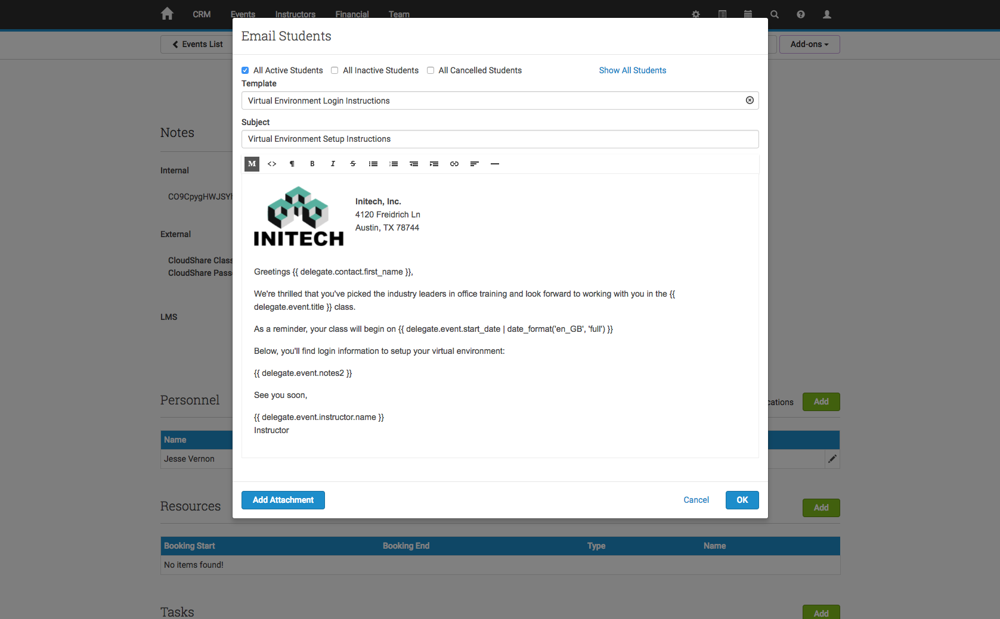 CRM Events Instructors Financial Team
Events List
Add-ons
Email Students
All Active Students All Inactive Students All Cancelled Students Show All Students
Template
Virtual Environment Login Instructions
Subject
Virtual Environment Setup Instructions
M <> ¶ B I S
INITECH
Initech, Inc.
4120 Freidrich Ln
Austin, TX 78744
Greetings {{ delegate.contact.first_name }},
We're thrilled that you've picked the industry leaders in office training and look forward to working with you in the {{
delegate.event.title }} class.
As a reminder, your class will begin on {{ delegate.event.start_date | date_format('en_GB', 'full') }}
Below, you'll find login information to setup your virtual environment:
{{ delegate.event.notes2 }}
See you soon,
{{ delegate.event.instructor.name }}
Instructor
Add Attachment Cancel OK
Notes
Internal
External
CloudShare
CloudShare
LMS
Personnel
Add
Name
Jesse Vernon
Resources
Add
Booking Start Booking End Type Name
No items found!
Tasks
Add